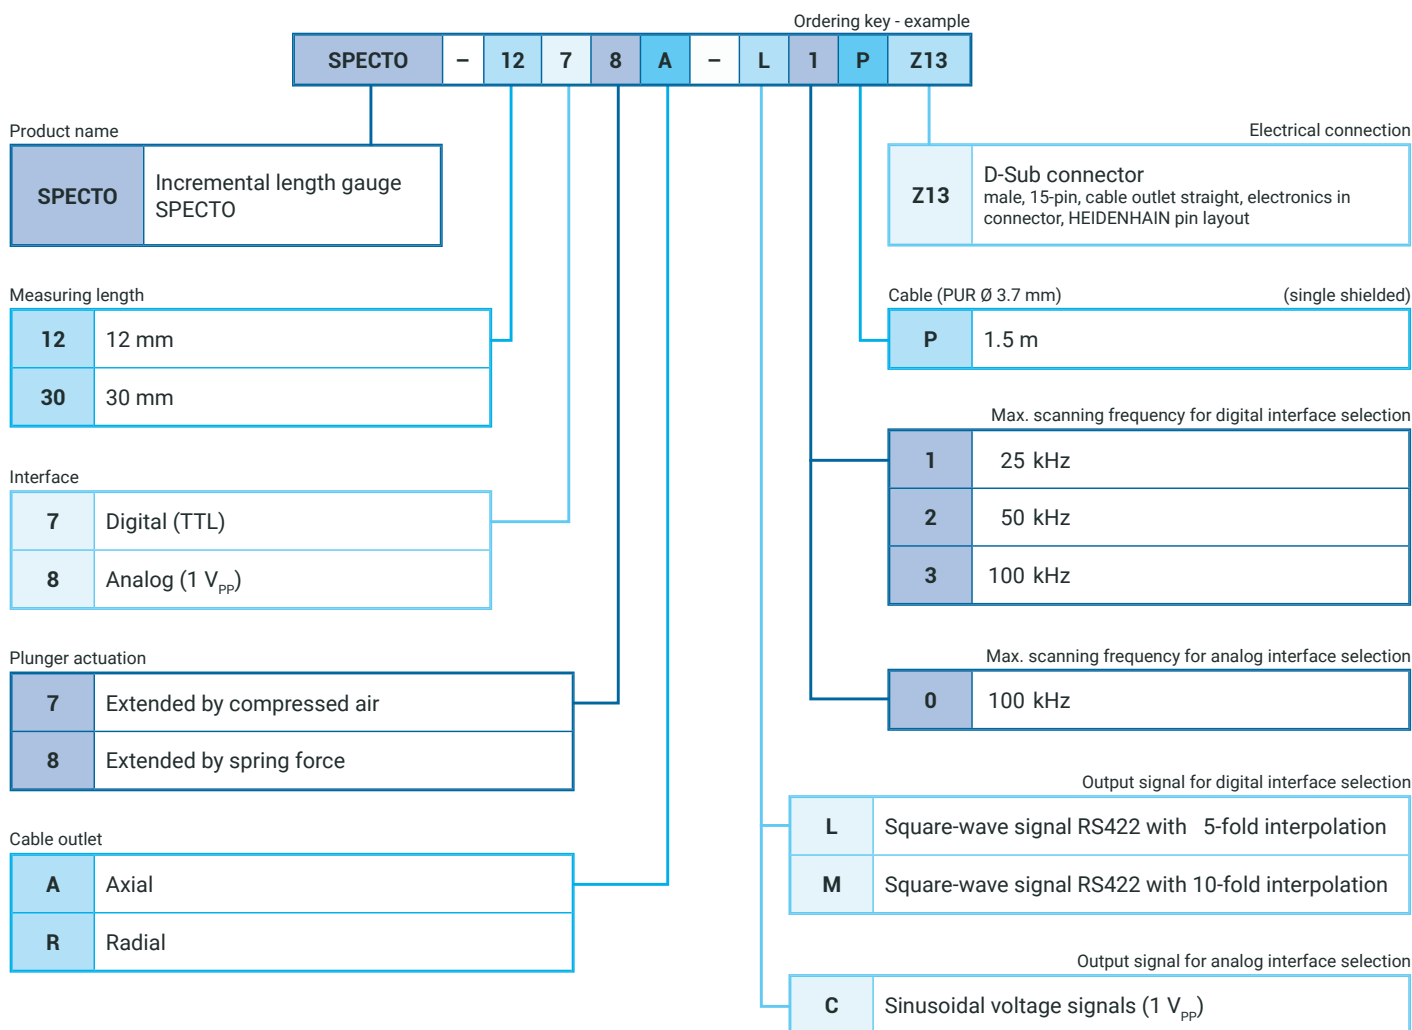 Ordering key - example
SPECTO – 12 7 8 A – L 1 P Z13
Product name
SPECTO Incremental length gauge
SPECTO
Measuring length
12 12 mm
30 30 mm
Interface
7 Digital (TTL)
8 Analog (1 VPP)
Plunger actuation
7 Extended by compressed air
8 Extended by spring force
Cable outlet
A Axial
R Radial
Electrical connection
Z13 D-Sub connector
male, 15-pin, cable outlet straight, electronics in
connector, HEIDENHAIN pin layout
Cable (PUR Ø 3.7 mm) (single shielded)
P 1.5 m
Max. scanning frequency for digital interface selection
1 25 kHz
2 50 kHz
3 100 kHz
Max. scanning frequency for analog interface selection
0 100 kHz
Output signal for digital interface selection
L Square-wave signal RS422 with 5-fold interpolation
M Square-wave signal RS422 with 10-fold interpolation
Output signal for analog interface selection
C Sinusoidal voltage signals (1 VPP)